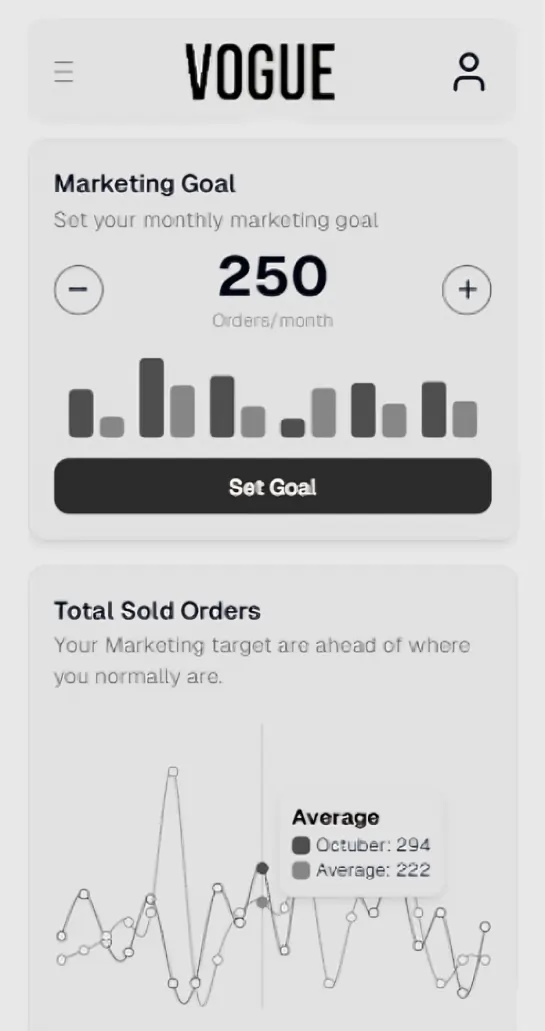 VOGUE
Marketing Goal
Set your monthly marketing goal
250
Orders/month
Set Goal
Total Sold Orders
Your Marketing target are ahead of where
you normally are.
Average
Octuber: 294
Average: 222